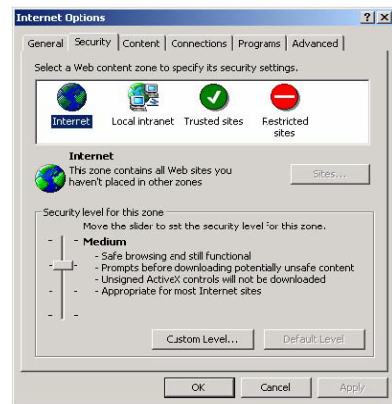 Internet Options
General Security Content Connections Programs Advanced
Select a Web content zone to specify its security settings.
Internet Local intranet Trusted sites Restricted sites
Internet
This zone contains all Web sites you
haven't placed in other zones
Sites...
Security level for this zone
Move the slider to set the security level for this zone.
Medium
- Safe browsing and still functional
- Prompts before downloading potentially unsafe content
- Unsigned ActiveX controls will not be downloaded
- Appropriate for most Internet sites
Custom Level... Default Level
OK Cancel Apply